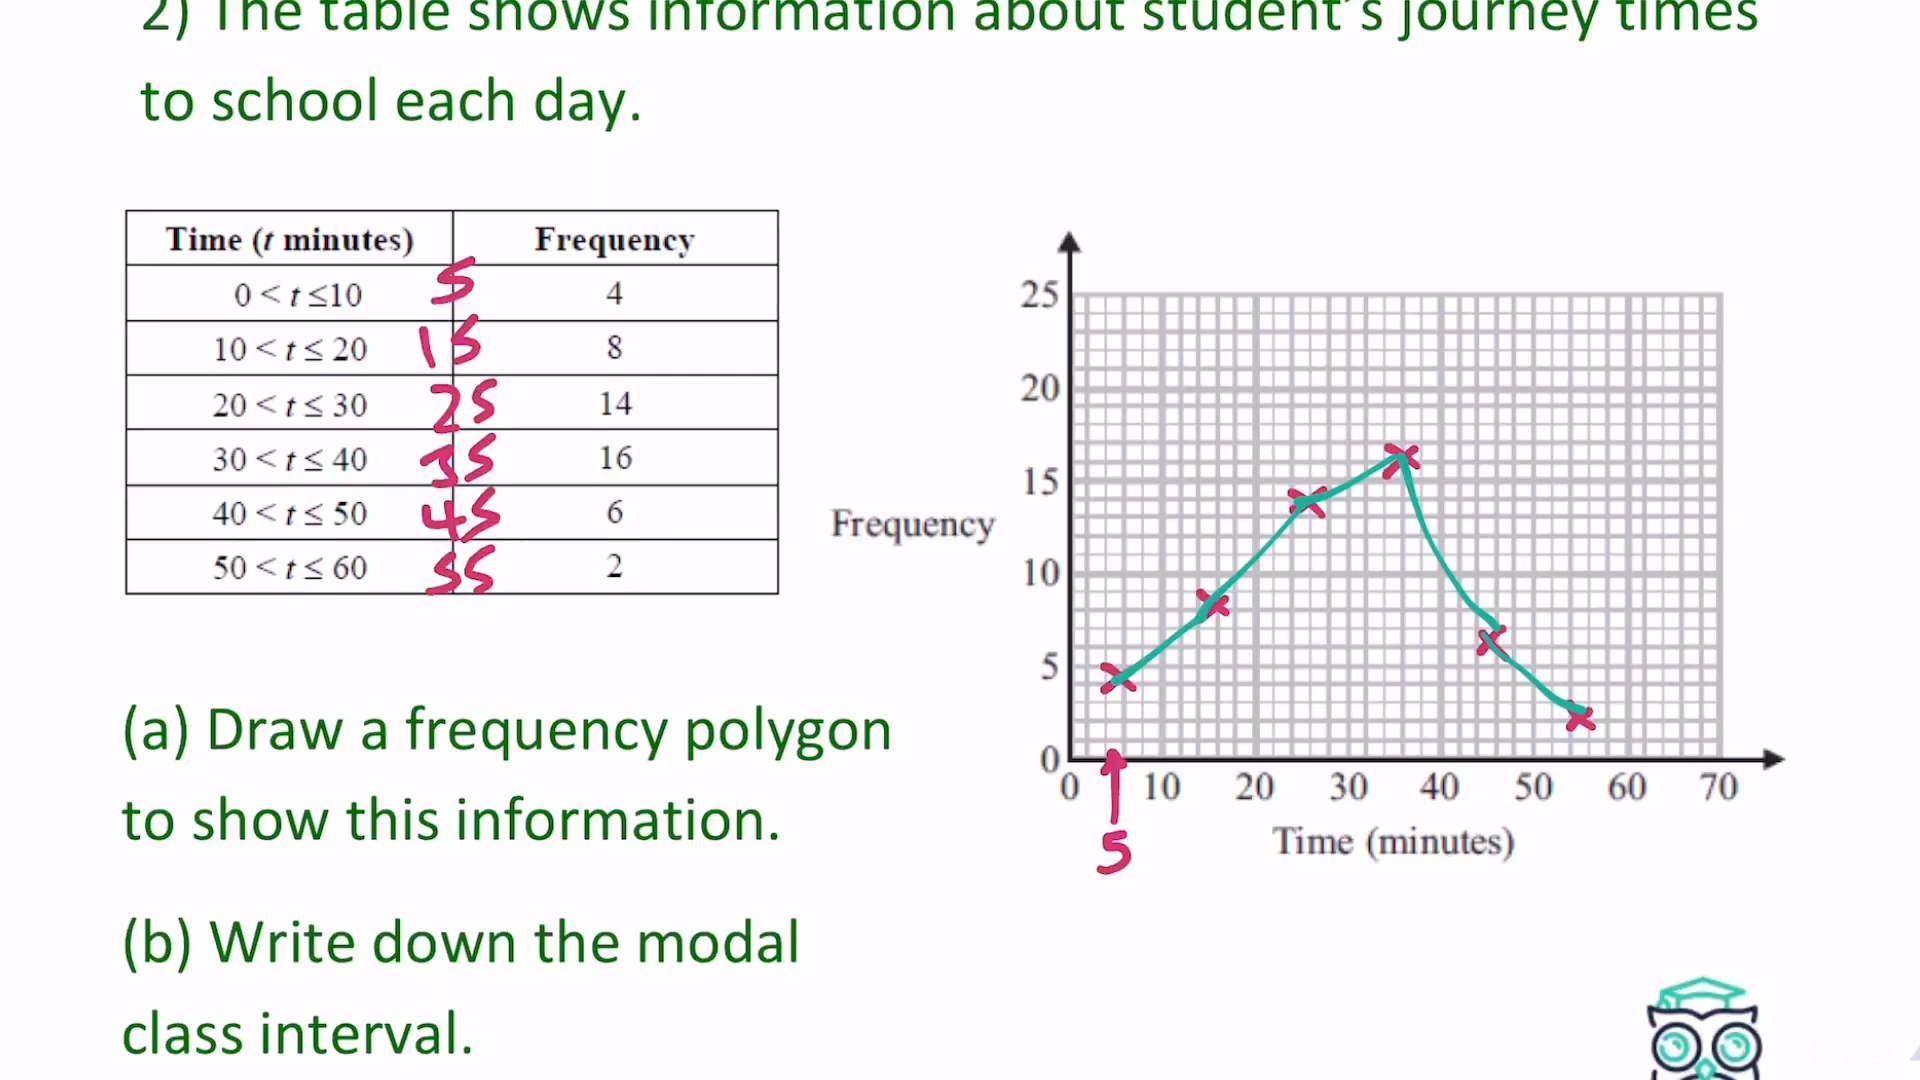 2) The table shows information about student's journey times
to school each day.
Time (t minutes) Frequency
0 < t ≤10 5 4
10 < t ≤ 20 15 8
20 < t ≤ 30 25 14
30 < t ≤ 40 35 16
40 < t ≤ 50 45 6
50 < t ≤ 60 55 2
25
20
15
Frequency
10
5
0
0 10 20 30 40 50 60 70
5
Time (minutes)
(a) Draw a frequency polygon
to show this information.
(b) Write down the modal
class interval.